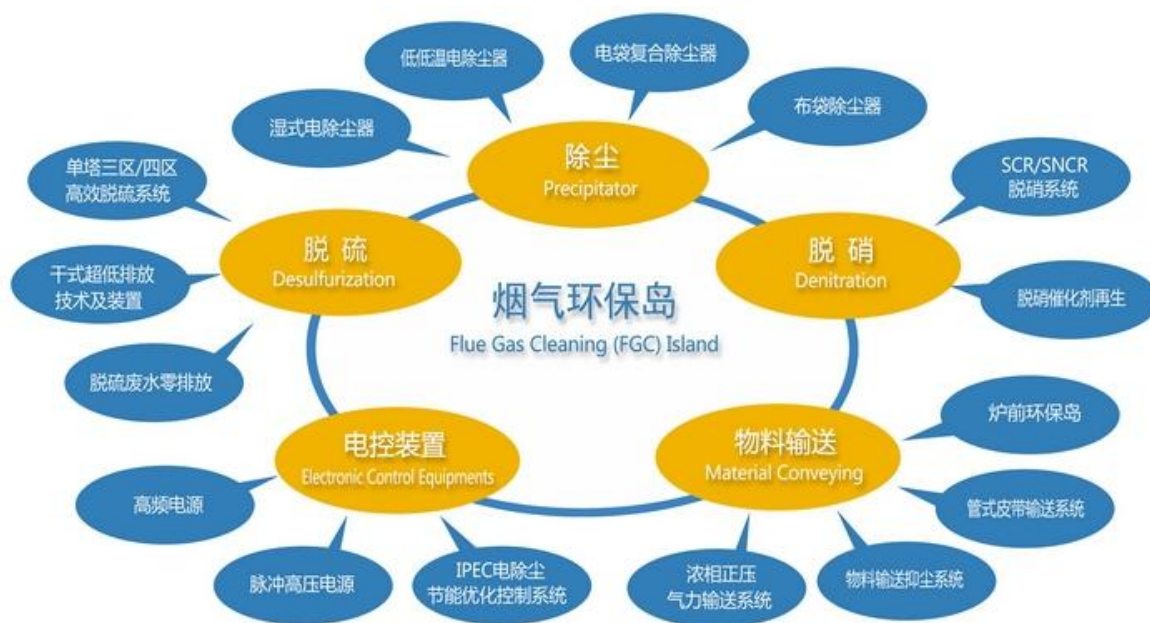 低低温电除尘器
电袋复合除尘器
湿式电除尘器
布袋除尘器
除尘
Precipitator
单塔三区/四区
高效脱硫系统
SCR/SNCR
脱硝系统
脱硫
Desulfurization
脱硝
Denitration
干式超低排放
技术及装置
烟气环保岛
Flue Gas Cleaning (FGC) Island
脱硝催化剂再生
脱硫废水零排放
炉前环保岛
电控装置
Electronic Control Equipments
物料输送
Material Conveying
高频电源
管式皮带输送系统
脉冲高压电源
IPEC电除尘
节能优化控制系统
浓相正压
气力输送系统
物料输送抑尘系统